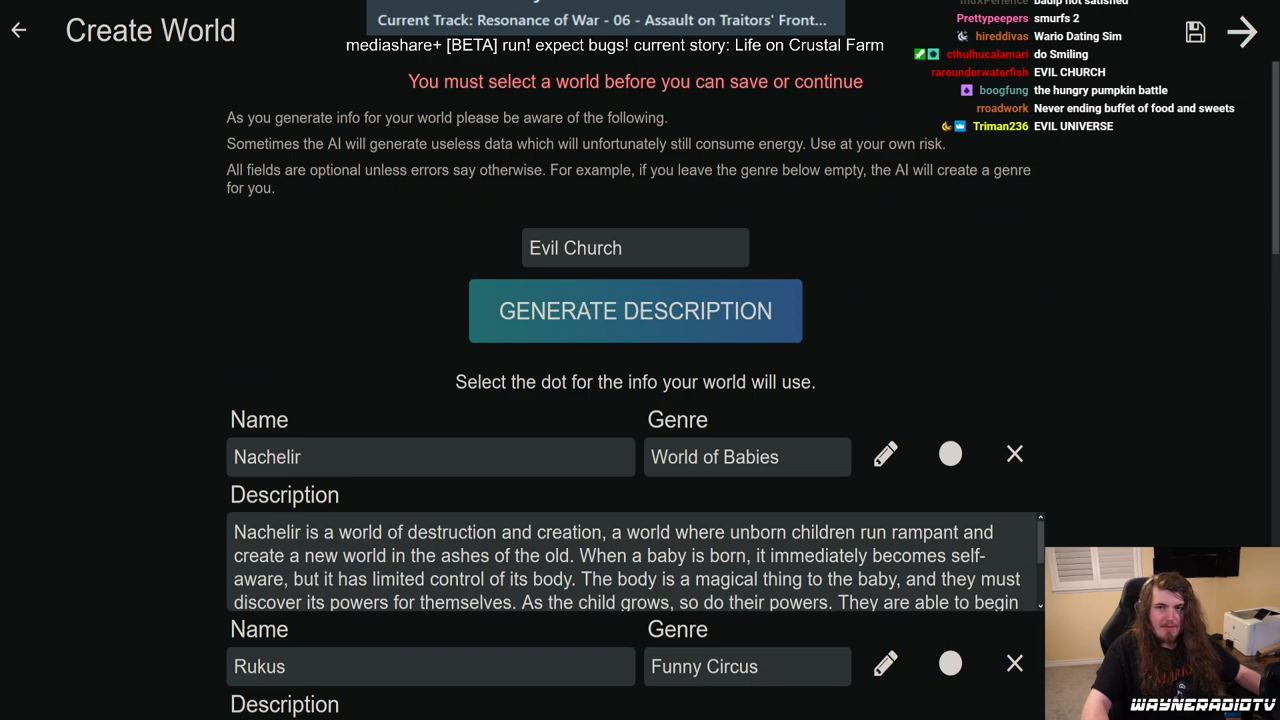 Create World
Current Track: Resonance of War - 06 - Assault on Traitors' Front...
mediashare+ [BETA] run! expect bugs! current story: Life on Crustal Farm
You must select a world before you can save or continue
As you generate info for your world please be aware of the following.
Sometimes the AI will generate useless data which will unfortunately still consume energy. Use at your own risk.
All fields are optional unless errors say otherwise. For example, if you leave the genre below empty, the AI will create a genre
for you.
Prettypeepers smurfs 2
hireddivas Wario Dating Sim
cthulhucalamari do Smiling
rareunderwaterfish EVIL CHURCH
boogfung the hungry pumpkin battle
rroadwork Never ending buffet of food and sweets
Triman236 EVIL UNIVERSE
Evil Church
GENERATE DESCRIPTION
Select the dot for the info your world will use.
Name Genre
Nachelir World of Babies
Description
Nachelir is a world of destruction and creation, a world where unborn children run rampant and
create a new world in the ashes of the old. When a baby is born, it immediately becomes self-
aware, but it has limited control of its body. The body is a magical thing to the baby, and they must
discover its powers for themselves. As the child grows, so do their powers. They are able to begin
Name Genre
Rukus Funny Circus
Description
WAYNERADIOTV